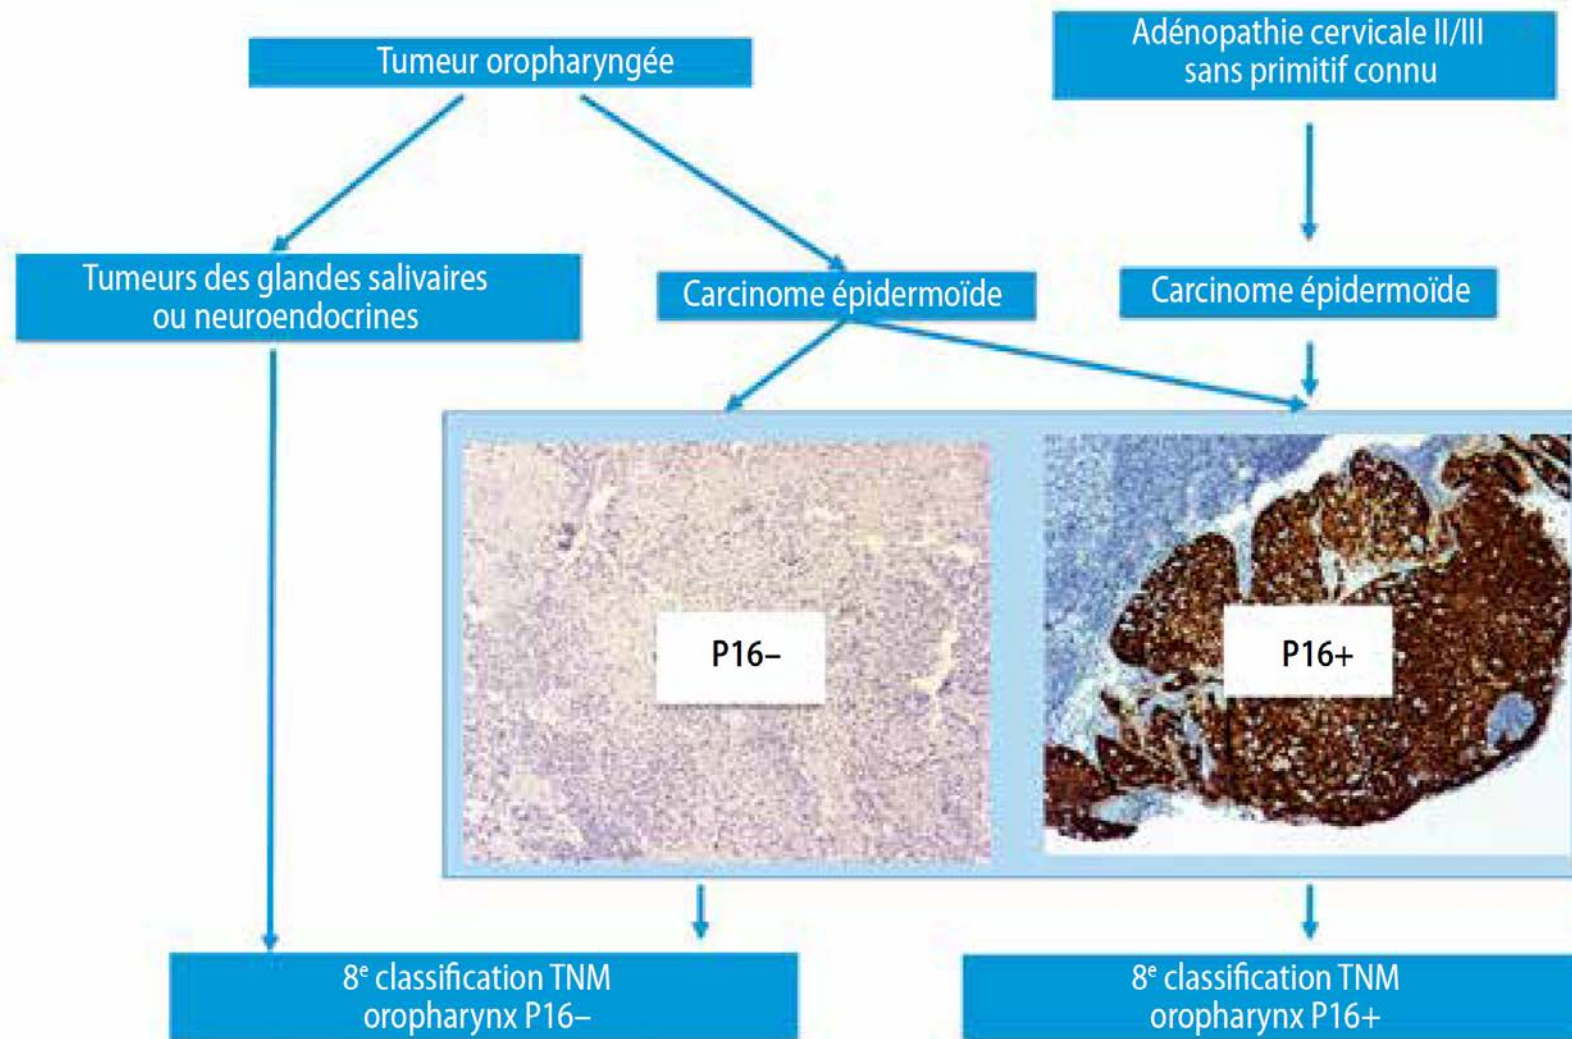 Tumeur oropharyngée
Adénopathie cervicale II/III
sans primitif connu
Tumeurs des glandes salivaires
ou neuroendocrines
Carcinome épidermoïde
Carcinome épidermoïde
P16–
P16+
8e classification TNM
oropharynx P16–
8e classification TNM
oropharynx P16+